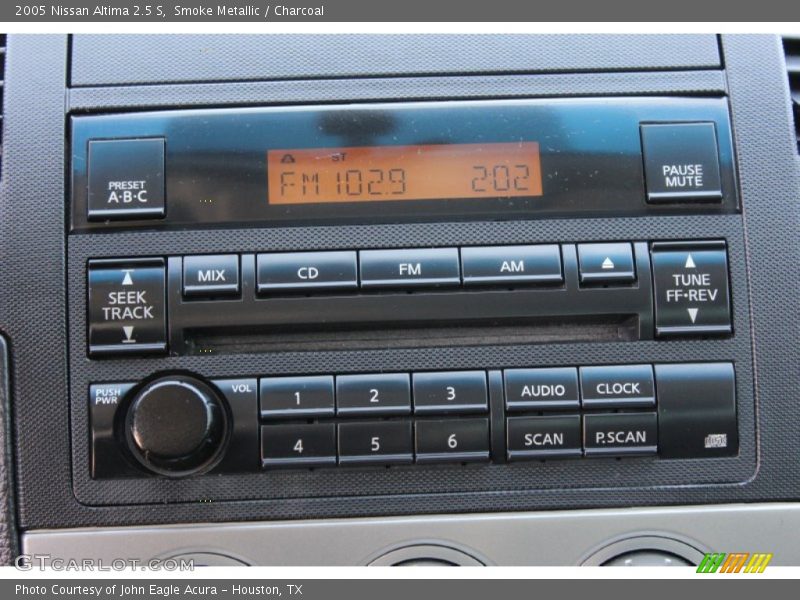 2005 Nissan Altima 2.5 S, Smoke Metallic / Charcoal
PRESET
A·B·C
A ST
FM 102.9 2:02
PAUSE
MUTE
SEEK
TRACK
MIX
CD
FM
AM
TUNE
FF·REV
PUSH
PWR
VOL
1
2
3
AUDIO
CLOCK
4
5
6
SCAN
P.SCAN
GTcarlot.com
Photo Courtesy of John Eagle Acura - Houston, TX